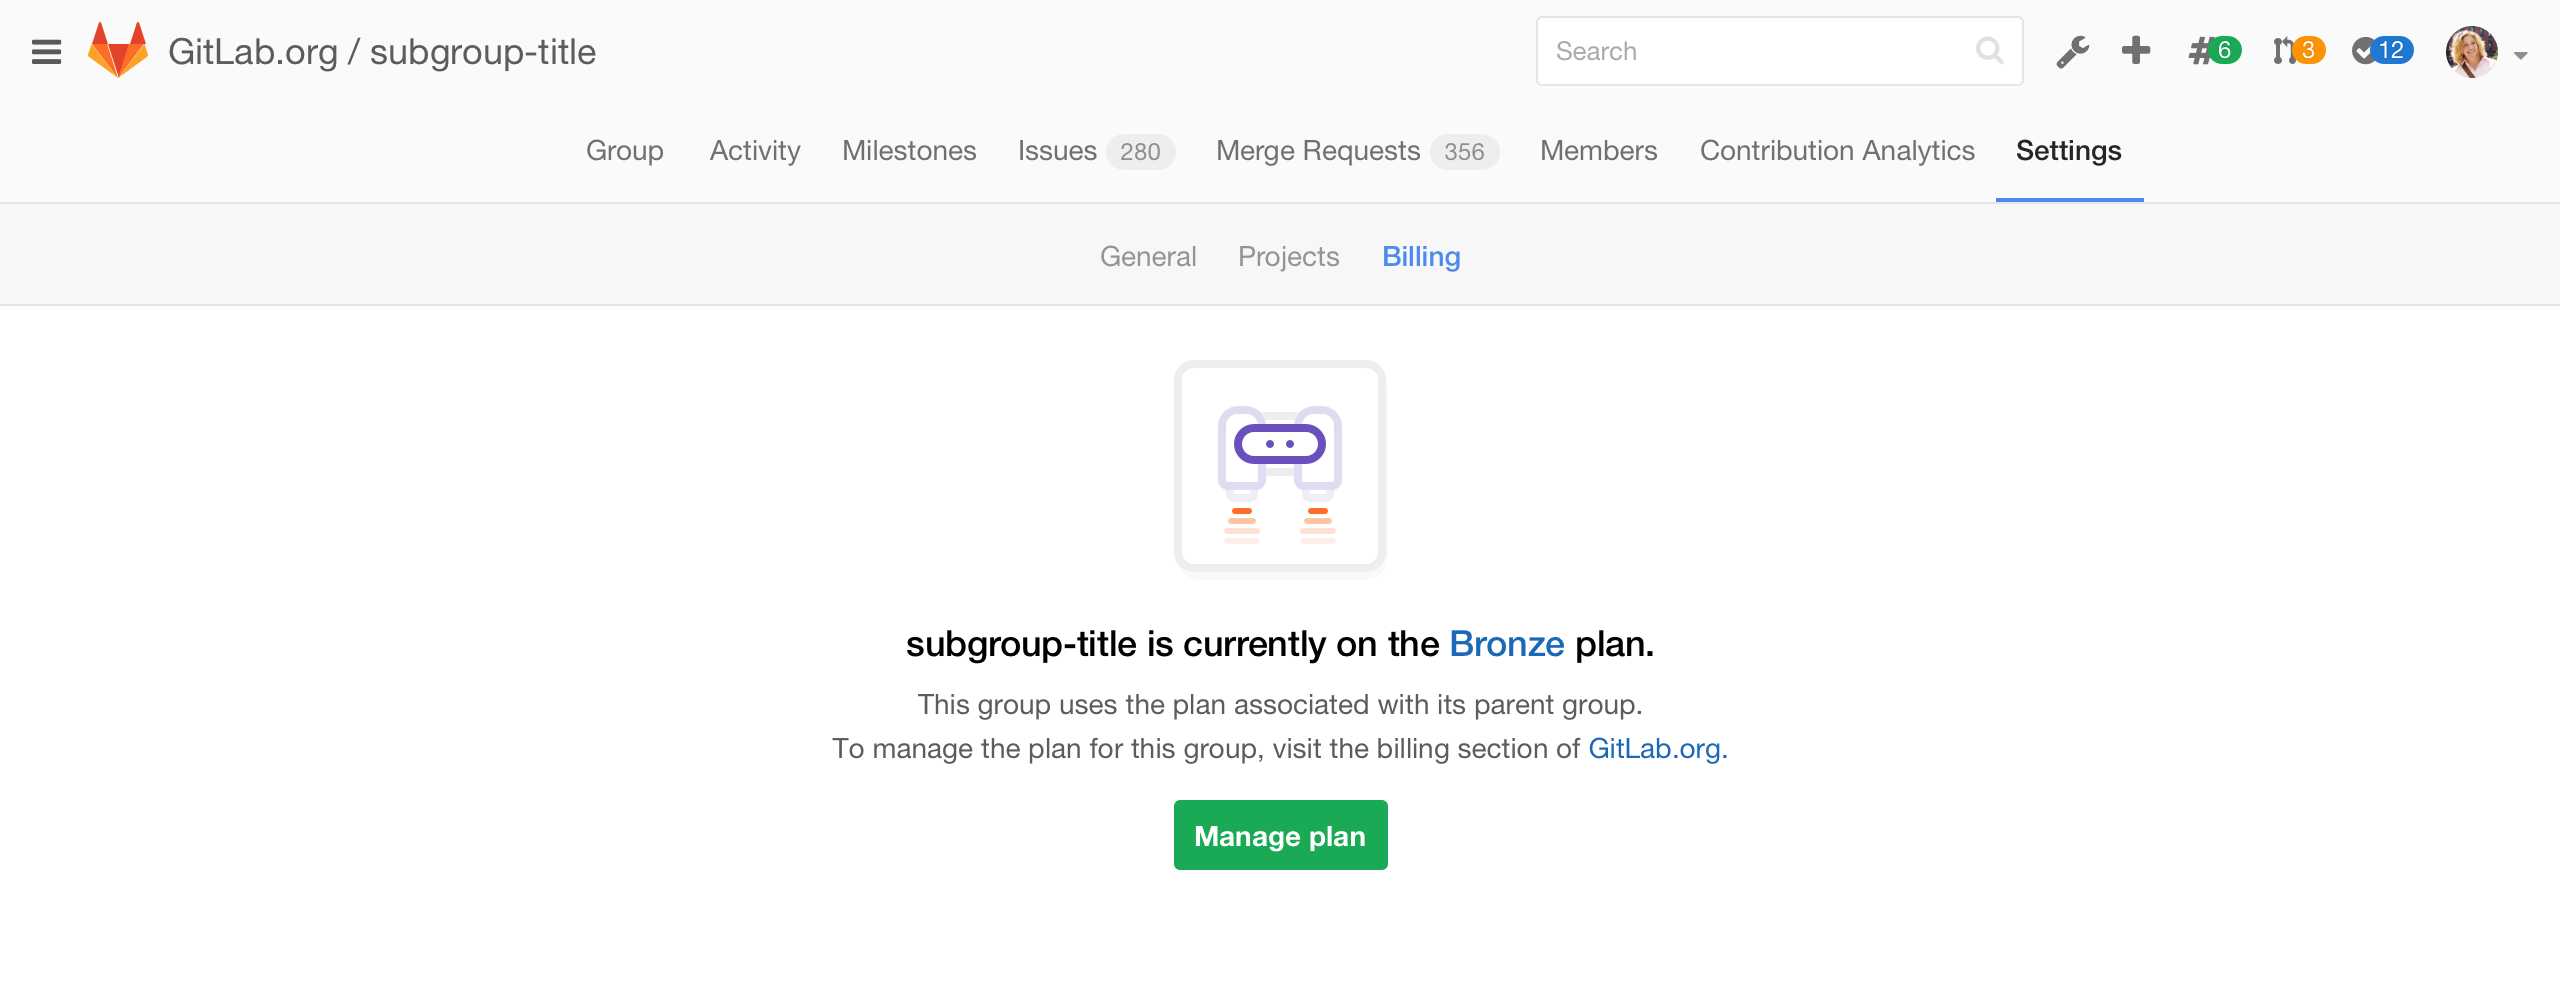 GitLab.org / subgroup-title
Search
6
3
12
Group Activity Milestones Issues 280 Merge Requests 356 Members Contribution Analytics Settings
General Projects Billing
subgroup-title is currently on the Bronze plan.
This group uses the plan associated with its parent group.
To manage the plan for this group, visit the billing section of GitLab.org.
Manage plan